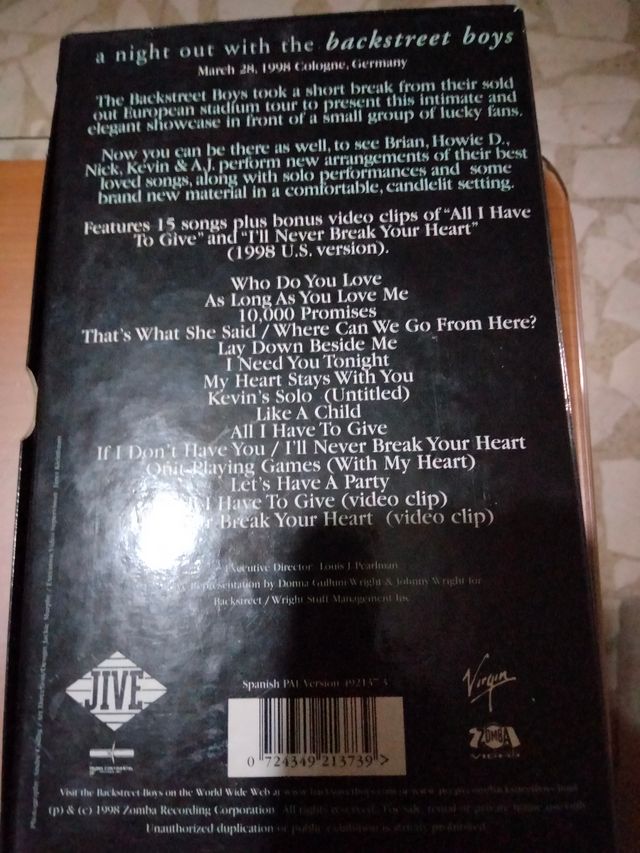 a night out with the backstreet boys
March 28, 1998 Cologne, Germany
The Backstreet Boys took a short break from their sold
out European stadium tour to present this intimate and
elegant showcase in front of a small group of lucky fans.
Now you can be there as well, to see Brian, Howie D.,
Nick, Kevin & A.J. perform new arrangements of their best
loved songs, along with solo performances and some
brand new material in a comfortable, candlelit setting.
Features 15 songs plus bonus video clips of "All I Have
To Give" and "I'll Never Break Your Heart"
(1998 U.S. version).
Who Do You Love
As Long As You Love Me
10,000 Promises
That's What She Said / Where Can We Go From Here?
Lay Down Beside Me
I Need You Tonight
My Heart Stays With You
Kevin's Solo (Untitled)
Like A Child
All I Have To Give
If I Don't Have You / I'll Never Break Your Heart
Quit Playing Games (With My Heart)
Let's Have A Party
I Have To Give (video clip)
Break Your Heart (video clip)
Executive Director: Louis J. Pearlman
Representation by Donna Wright & Johnny Wright for
Backstreet / Wright Stuff Management Inc.
JIVE
Spanish PAL Version
Virgin
ZOMBA
VIDEO
0 724349 213739 >
Visit the Backstreet Boys on the World Wide Web at
(p) & (c) 1998 Zomba Recording Corporation All rights reserved. For sale, rental or private home use only
Unauthorized duplication or public exhibition is strictly prohibited